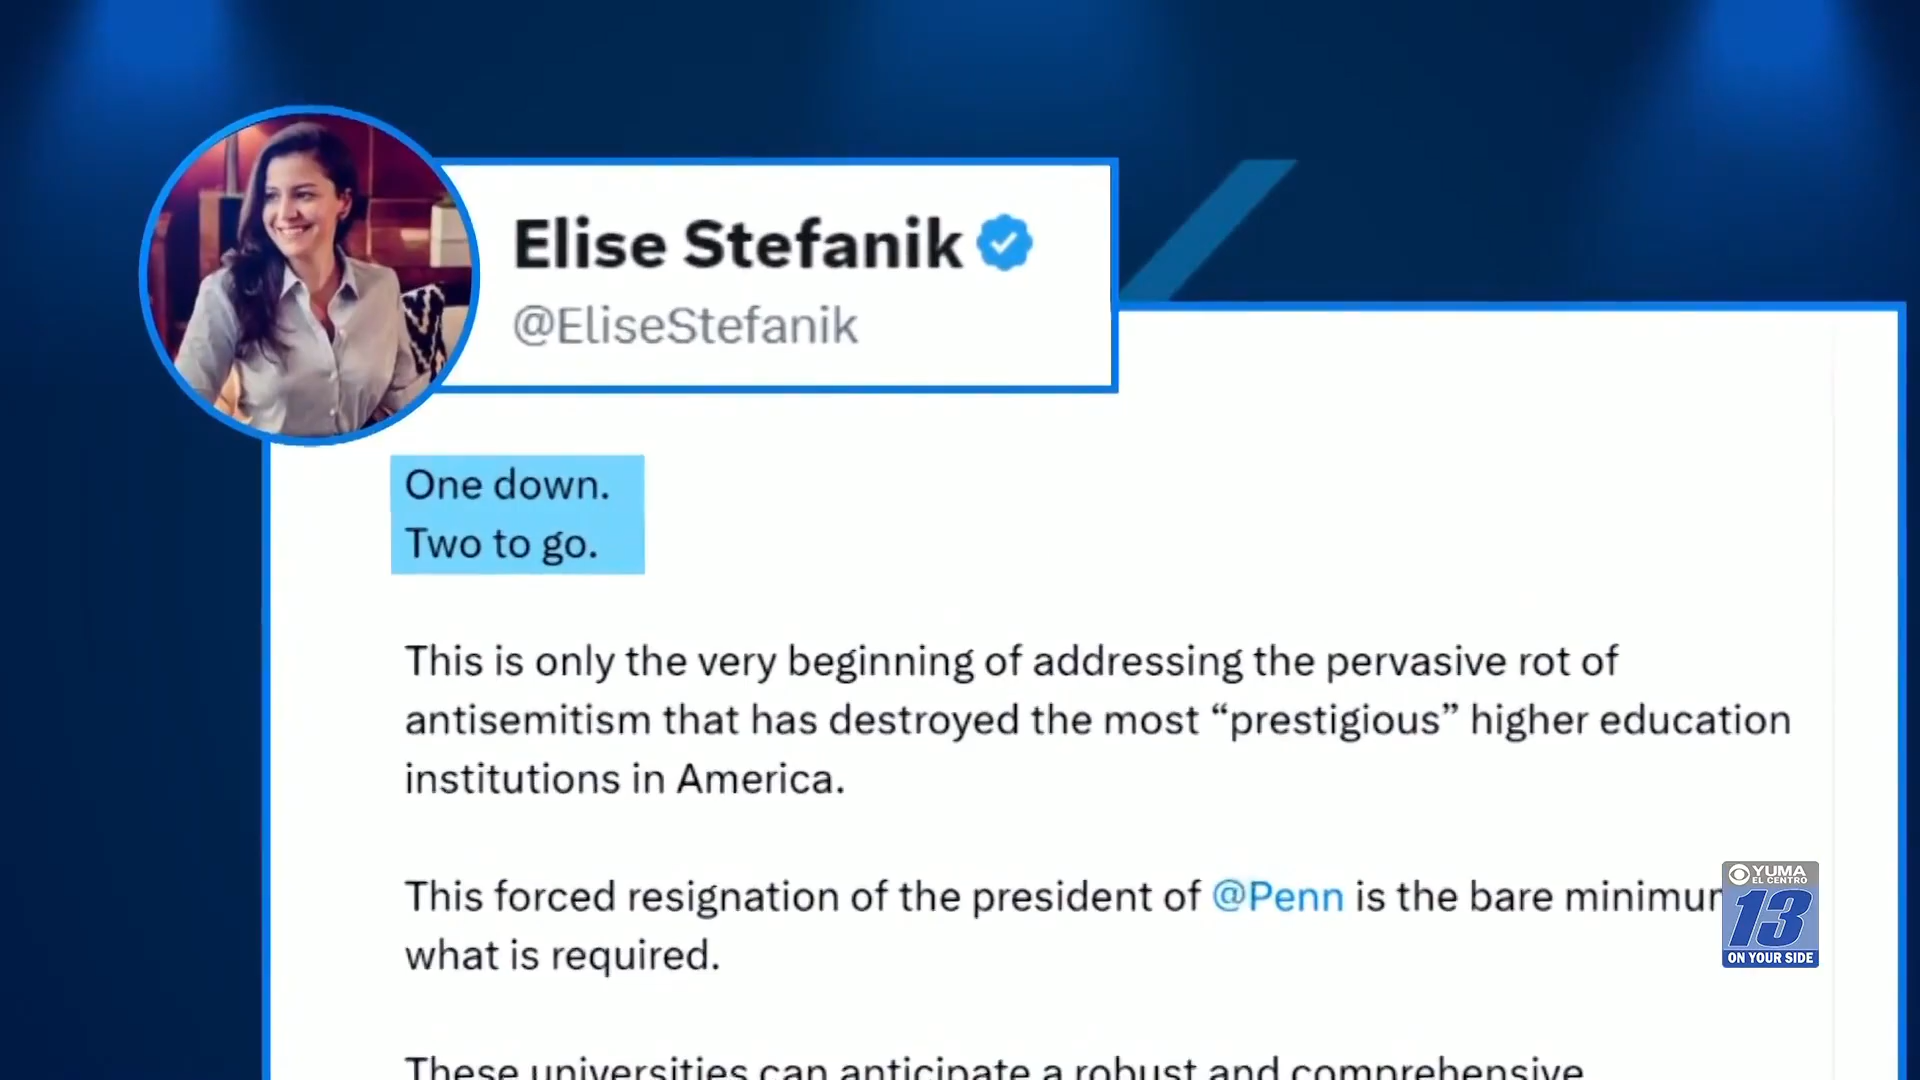 Elise Stefanik
@EliseStefanik
One down.
Two to go.
This is only the very beginning of addressing the pervasive rot of
antisemitism that has destroyed the most “prestigious” higher education
institutions in America.
This forced resignation of the president of @Penn is the bare minimum
what is required.
These universities can anticipate a robust and comprehensive
YUMA
EL CENTRO
13
ON YOUR SIDE